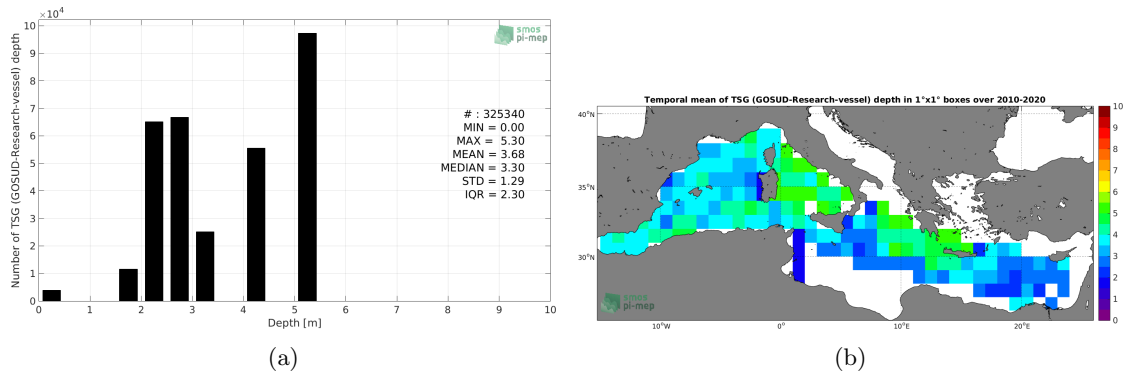 ×10⁴
10
9
8
7
6
5
4
3
2
1
0
Number of TSG (GOSUD-Research-vessel) depth
smos
pi-mep
# : 325340
MIN = 0.00
MAX = 5.30
MEAN = 3.68
MEDIAN = 3.30
STD = 1.29
IQR = 2.30
0 1 2 3 4 5 6 7 8 9 10
Depth [m]
(a)
Temporal mean of TSG (GOSUD-Research-vessel) depth in 1°x1° boxes over 2010-2020
40°N
35°N
30°N
10°W 0° 10°E 20°E
smos
pi-mep
10
9
8
7
6
5
4
3
2
1
0
(b)